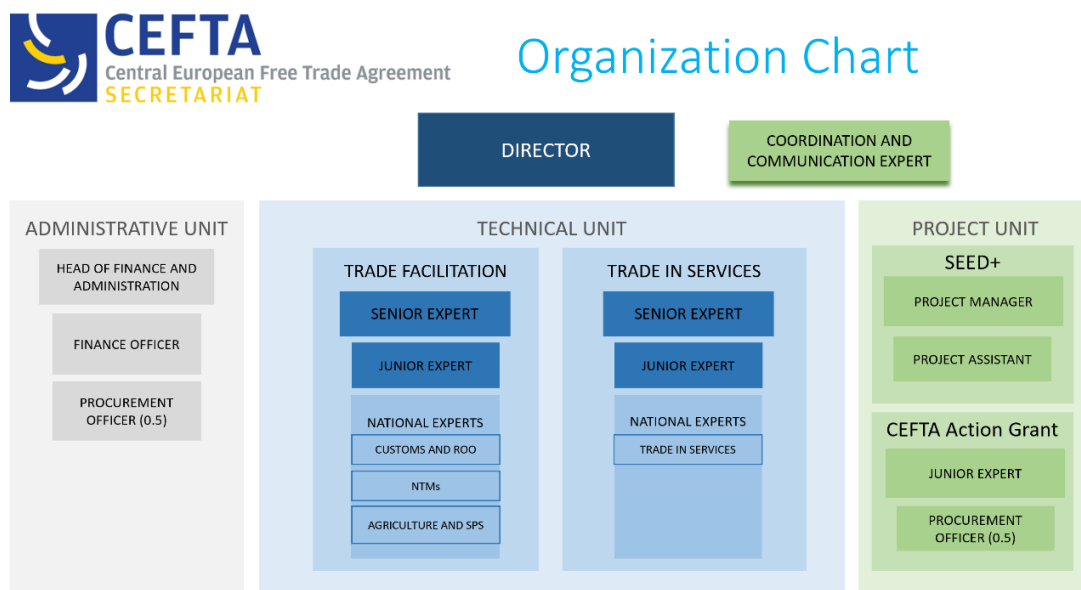 CEFTA
Central European Free Trade Agreement
SECRETARIAT
Organization Chart
DIRECTOR
COORDINATION AND
COMMUNICATION EXPERT
ADMINISTRATIVE UNIT
HEAD OF FINANCE AND
ADMINISTRATION
FINANCE OFFICER
PROCUREMENT
OFFICER (0.5)
TECHNICAL UNIT
TRADE FACILITATION
SENIOR EXPERT
JUNIOR EXPERT
NATIONAL EXPERTS
CUSTOMS AND ROO
NTMs
AGRICULTURE AND SPS
TRADE IN SERVICES
SENIOR EXPERT
JUNIOR EXPERT
NATIONAL EXPERTS
TRADE IN SERVICES
PROJECT UNIT
SEED+
PROJECT MANAGER
PROJECT ASSISTANT
CEFTA Action Grant
JUNIOR EXPERT
PROCUREMENT
OFFICER (0.5)